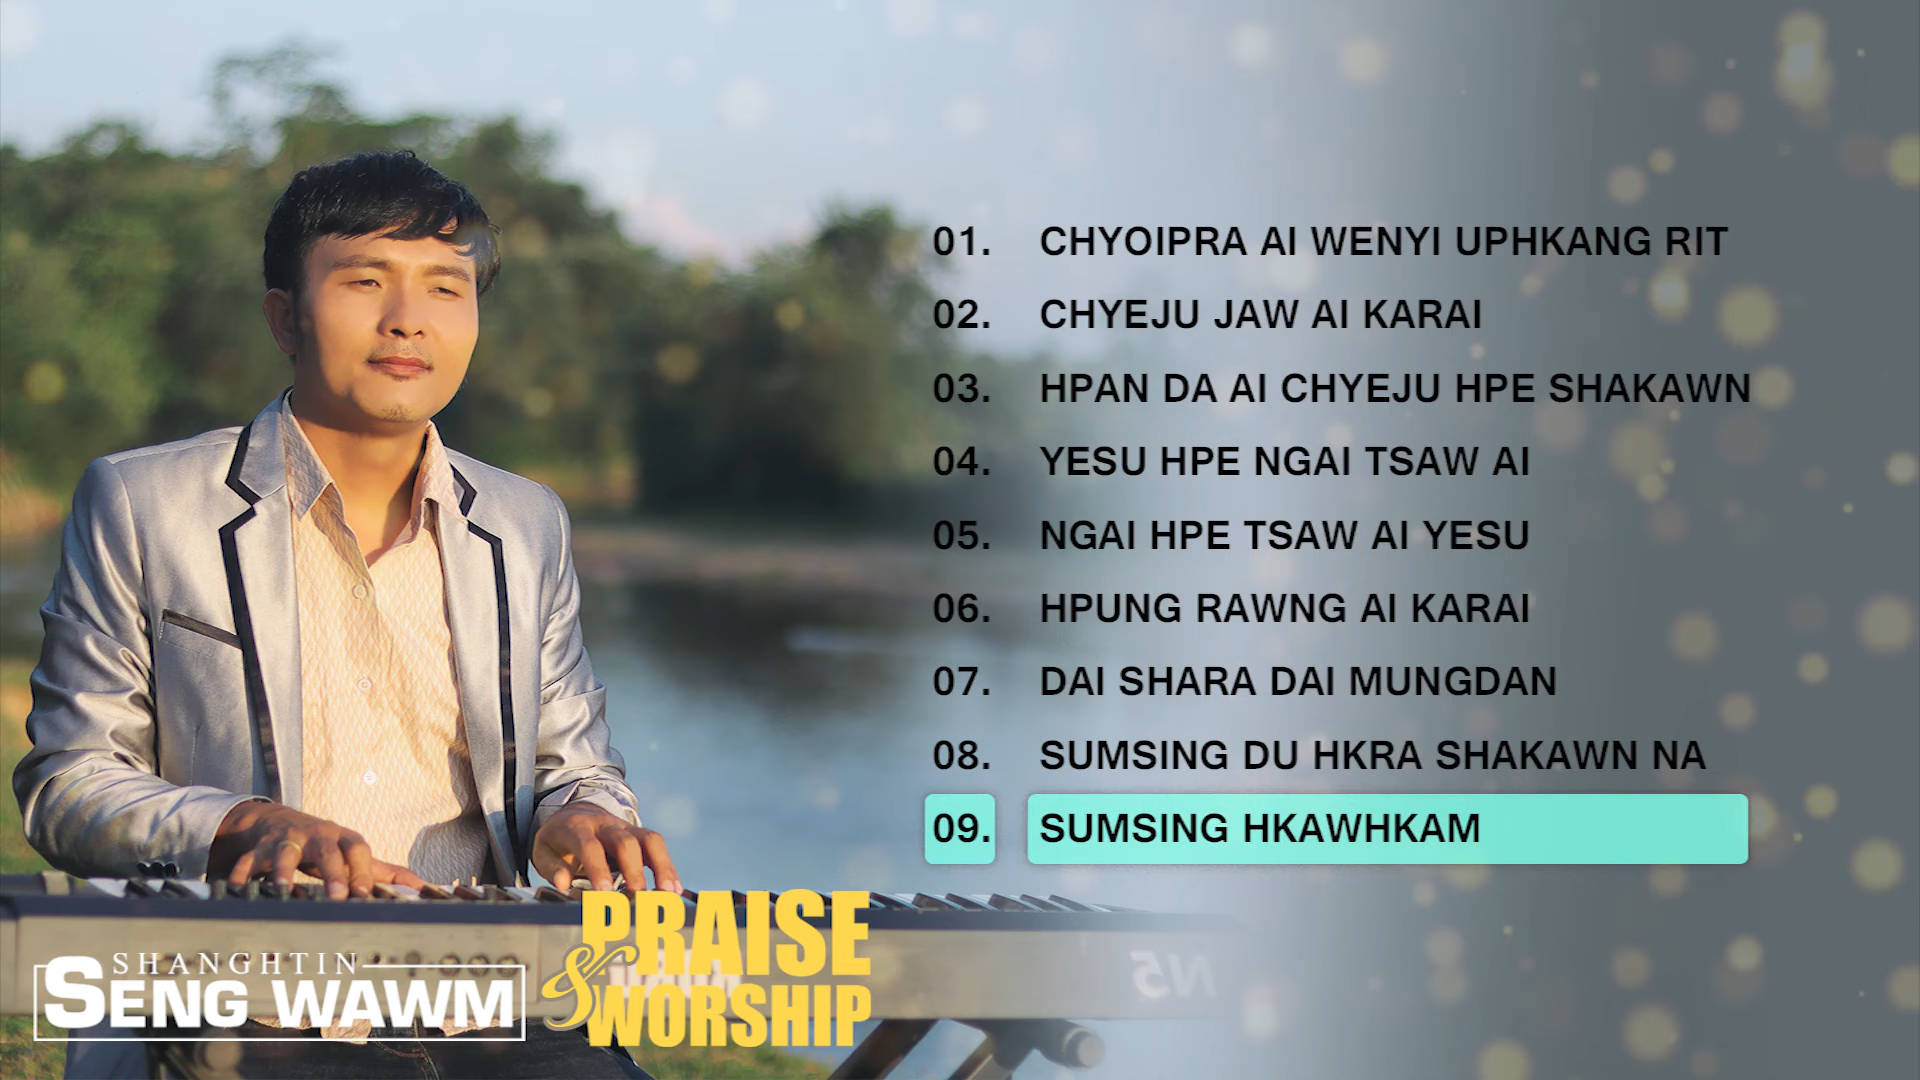 01. CHYOIPRA AI WENYI UPHKANG RIT
02. CHYEJU JAW AI KARAI
03. HPAN DA AI CHYEJU HPE SHAKAWN
04. YESU HPE NGAI TSAW AI
05. NGAI HPE TSAW AI YESU
06. HPUNG RAWNG AI KARAI
07. DAI SHARA DAI MUNGDAN
08. SUMSING DU HKRA SHAKAWN NA
09. SUMSING HKAWHKAM
SHANGHTIN
SENG WAWM
PRAISE
& WORSHIP
N5